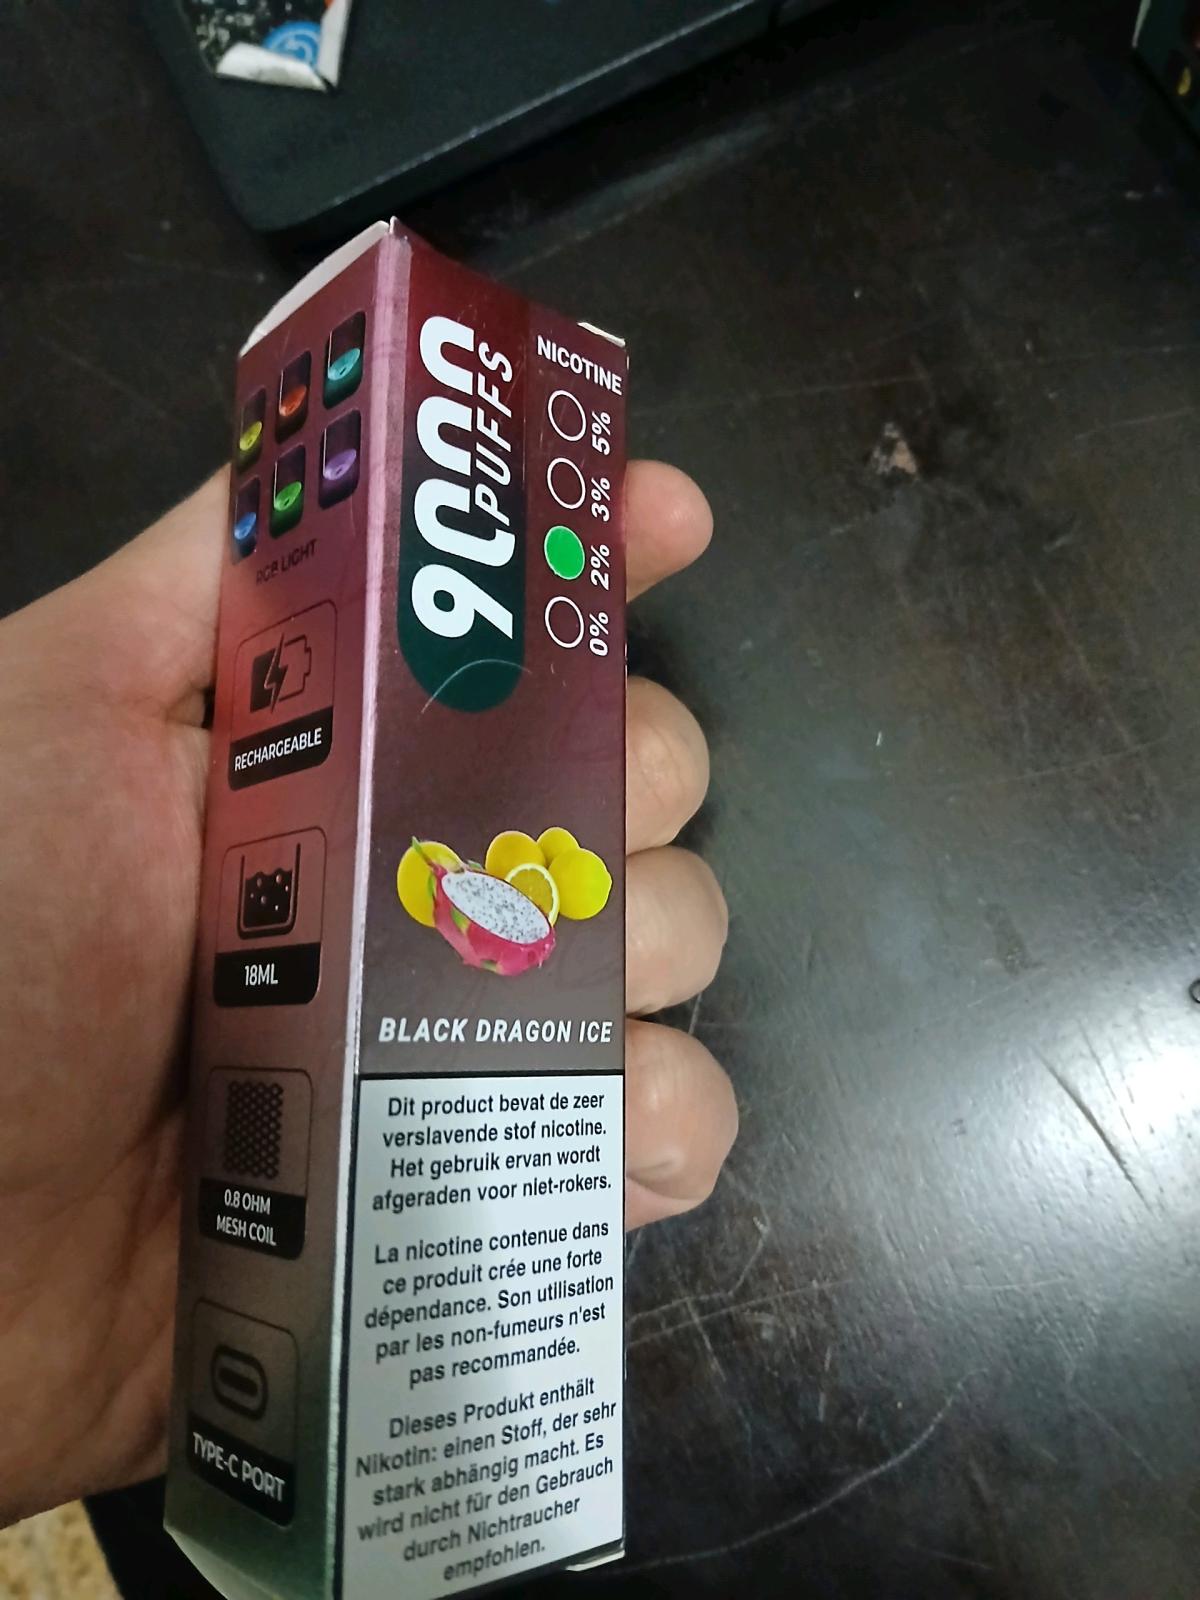 9000
PUFFS
NICOTINE
5%
3%
2%
0%
RGB LIGHT
RECHARGEABLE
18ML
0.8 OHM
MESH COIL
TYPE-C PORT
BLACK DRAGON ICE
Dit product bevat de zeer
verslavende stof nicotine.
Het gebruik ervan wordt
afgeraden voor niet-rokers.
La nicotine contenue dans
ce produit crée une forte
dépendance. Son utilisation
par les non-fumeurs n'est
pas recommandée.
Dieses Produkt enthält
Nikotin: einen Stoff, der sehr
stark abhängig macht. Es
wird nicht für den Gebrauch
durch Nichtraucher
empfohlen.